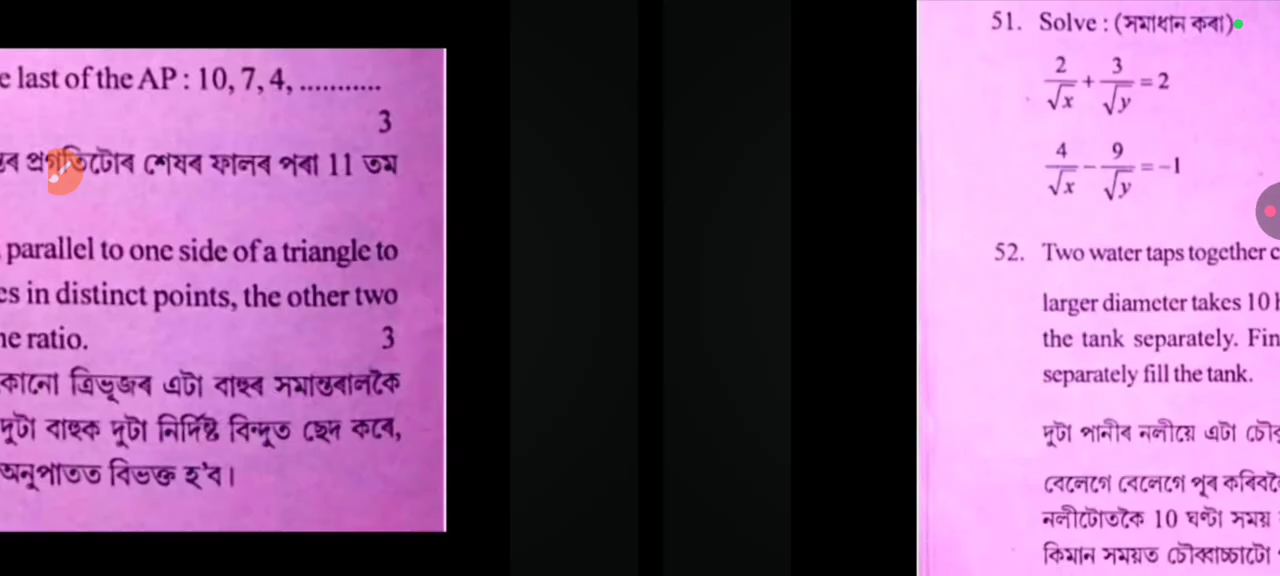 e last of the AP : 10, 7, 4, ...........
3
ৰ প্ৰগতিটোৰ শেষৰ ফালৰ পৰা 11 তম
parallel to one side of a triangle to
es in distinct points, the other two
ne ratio.
3
কোনো ত্ৰিভূজৰ এটা বাহুৰ সমান্তৰালকৈ
দুটা বাহুক দুটা নিৰ্দিষ্ট বিন্দুত ছেদ কৰে,
অনুপাতত বিভক্ত হ'ব।
51. Solve : (সমাধান কৰা)
2/√x + 3/√y = 2
4/√x − 9/√y = −1
52. Two water taps together c
larger diameter takes 10 h
the tank separately. Fin
separately fill the tank.
দুটা পানীৰ নলীয়ে এটা চৌব
বেলেগে বেলেগে পূৰ কৰিবলৈ
নলীটোতকৈ 10 ঘণ্টা সময়
কিমান সময়ত চৌব্বাচ্চাটো